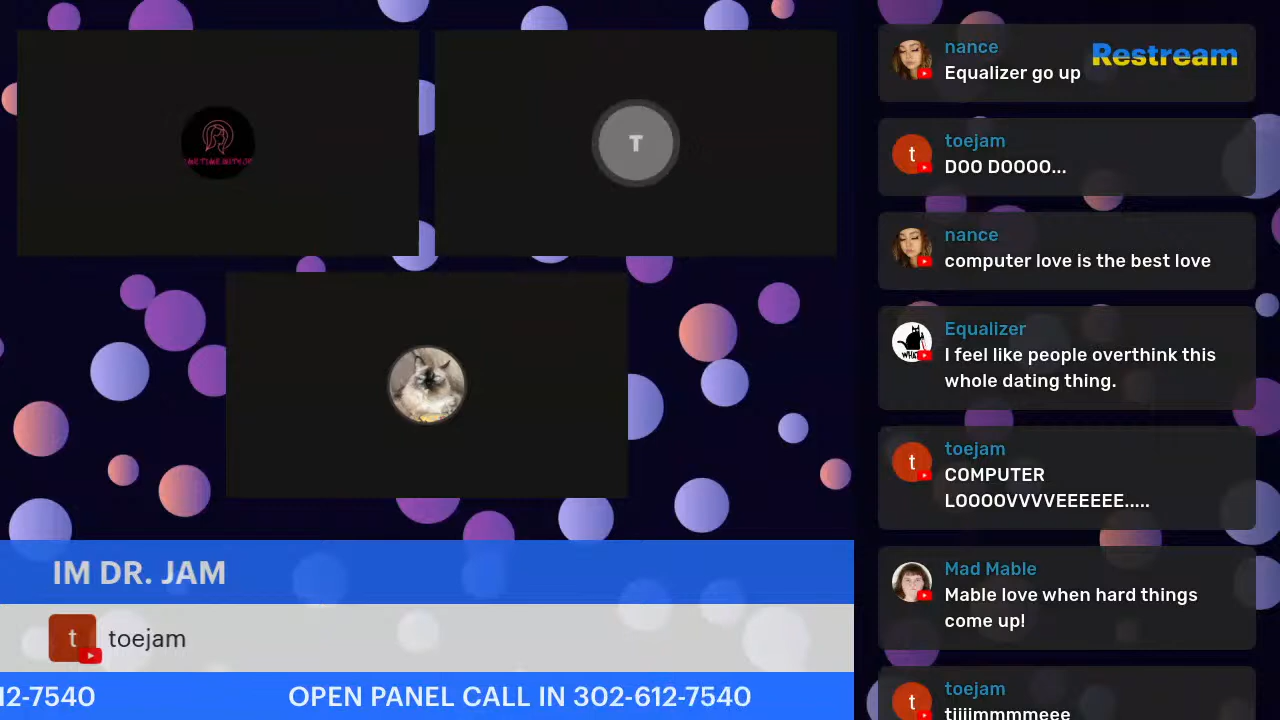 T
nance
Restream
Equalizer go up
t
toejam
DOO DOOOO...
nance
computer love is the best love
Equalizer
I feel like people overthink this
whole dating thing.
t
toejam
COMPUTER
LOOOOVVVVEEEEEE.....
Mad Mable
Mable love when hard things
come up!
t
toejam
tiiiimmmmeee
IM DR. JAM
t
toejam
12-7540
OPEN PANEL CALL IN 302-612-7540